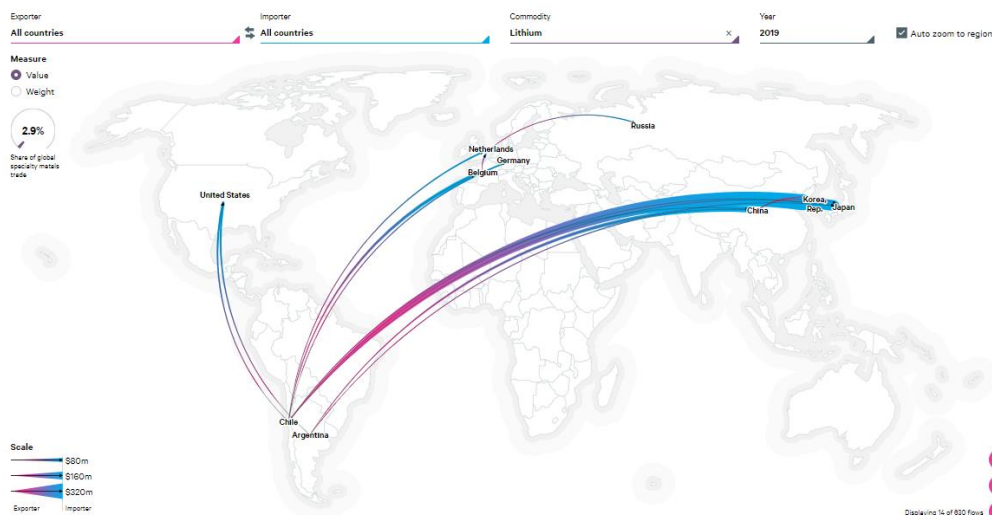 Exporter
All countries
Importer
All countries
Commodity
Lithium ×
Year
2019
Auto zoom to region
Measure
Value
Weight
2.9%
Share of global
specialty metals
trade
Russia
Netherlands
Germany
Belgium
United States
China
Korea,
Rep.
Japan
Chile
Argentina
Scale
$80m
$160m
$320m
Exporter
Importer
Displaying 14 of 630 flows